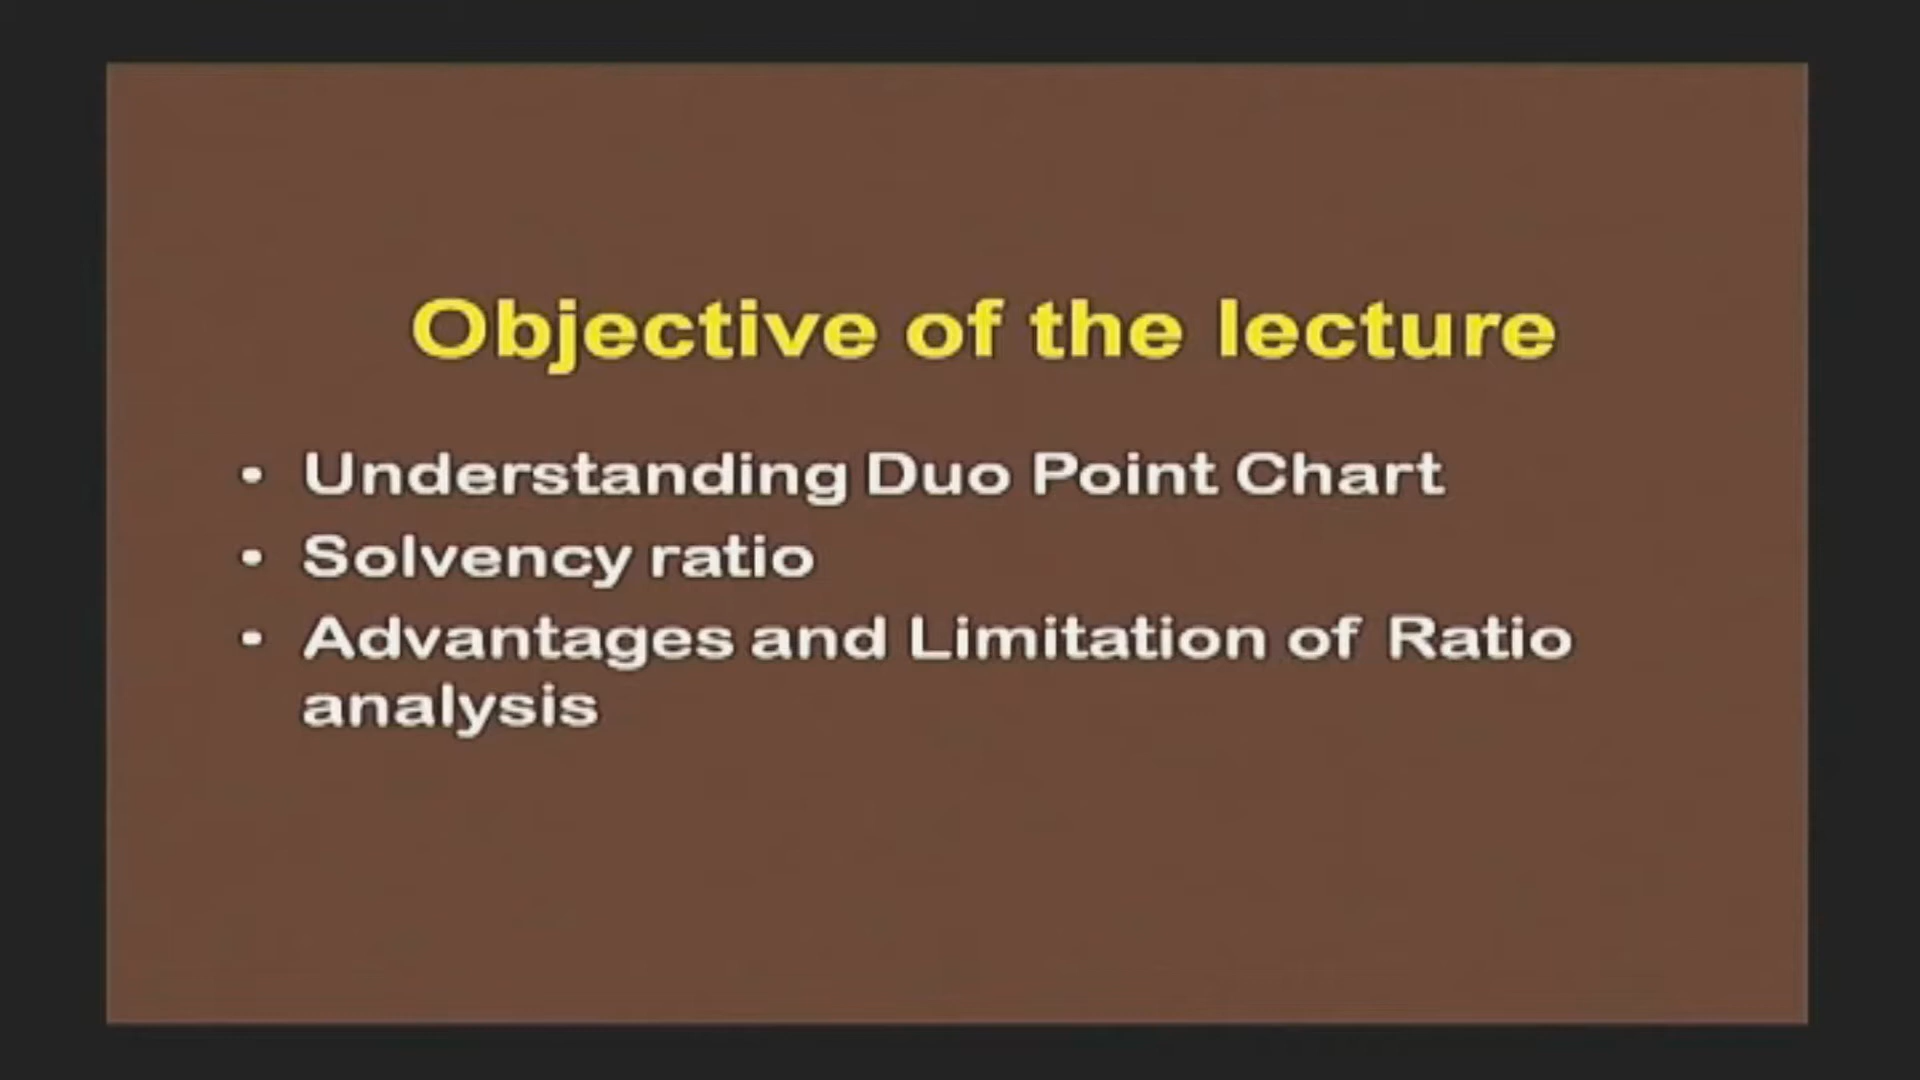 Objective of the lecture
• Understanding Duo Point Chart
• Solvency ratio
• Advantages and Limitation of Ratio
analysis